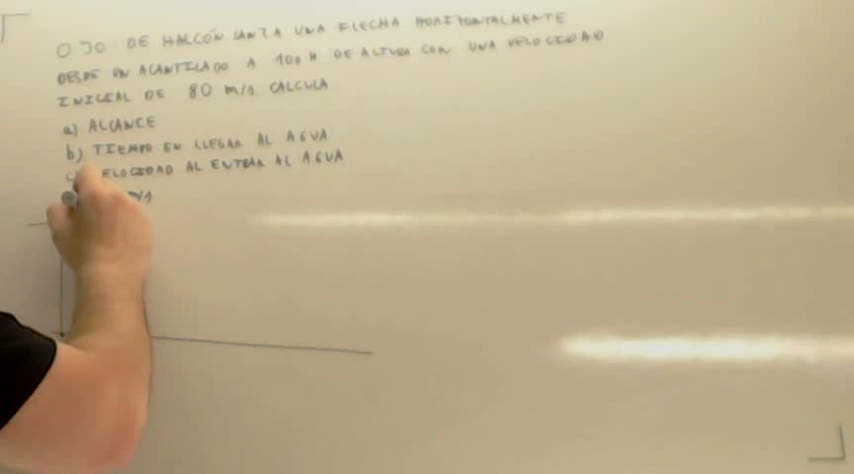 OJO DE HALCÓN LANZA UNA FLECHA HORIZONTALMENTE
DESDE UN ACANTILADO A 100 M DE ALTURA CON UNA VELOCIDAD
INICIAL DE 80 m/s. CALCULA
a) ALCANCE
b) TIEMPO EN LLEGAR AL AGUA
c) VELOCIDAD AL ENTRAR AL AGUA
m/s